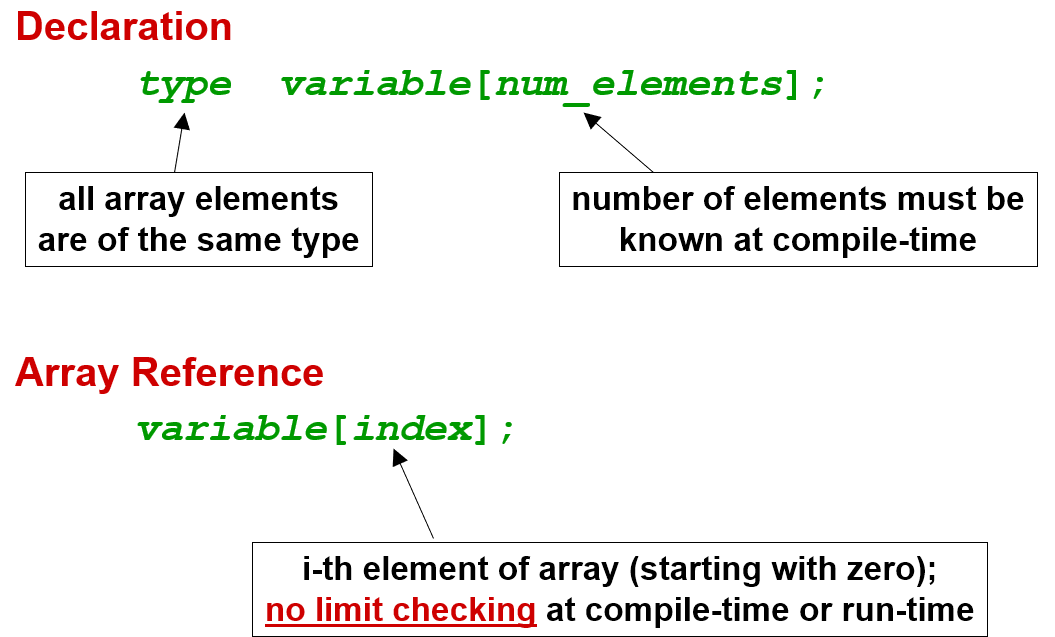 Declaration
type variable[num_elements];
all array elements
are of the same type
number of elements must be
known at compile-time
Array Reference
variable[index];
i-th element of array (starting with zero);
no limit checking at compile-time or run-time